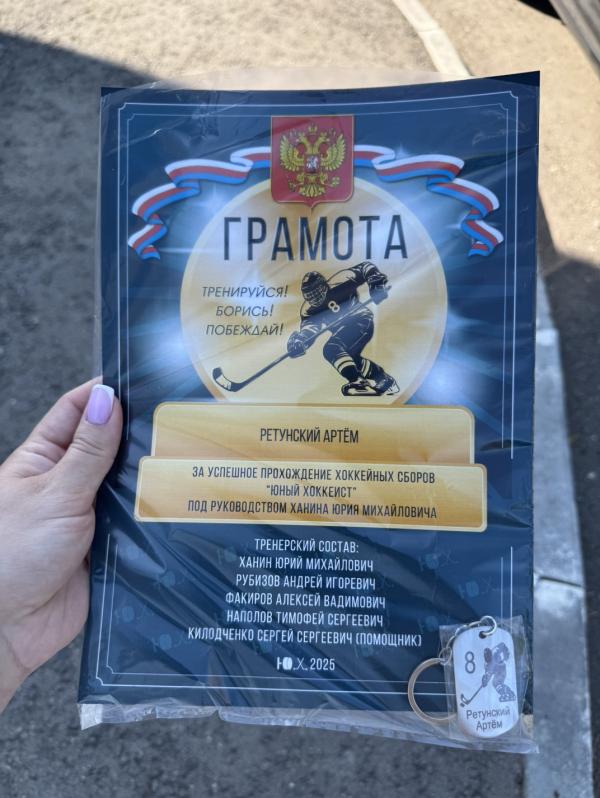 ГРАМОТА
ТРЕНИРУЙСЯ!
БОРИСЬ!
ПОБЕЖДАЙ!
8
РЕТУНСКИЙ АРТЁМ
ЗА УСПЕШНОЕ ПРОХОЖДЕНИЕ ХОККЕЙНЫХ СБОРОВ
"ЮНЫЙ ХОККЕИСТ"
ПОД РУКОВОДСТВОМ ХАНИНА ЮРИЯ МИХАЙЛОВИЧА
ТРЕНЕРСКИЙ СОСТАВ:
ХАНИН ЮРИЙ МИХАЙЛОВИЧ
РУБИЗОВ АНДРЕЙ ИГОРЕВИЧ
ФАКИРОВ АЛЕКСЕЙ ВАДИМОВИЧ
НАПОЛОВ ТИМОФЕЙ СЕРГЕЕВИЧ
КИЛОДЧЕНКО СЕРГЕЙ СЕРГЕЕВИЧ (ПОМОЩНИК)
Ю.Х. 2025
8
Ретунский
Артём